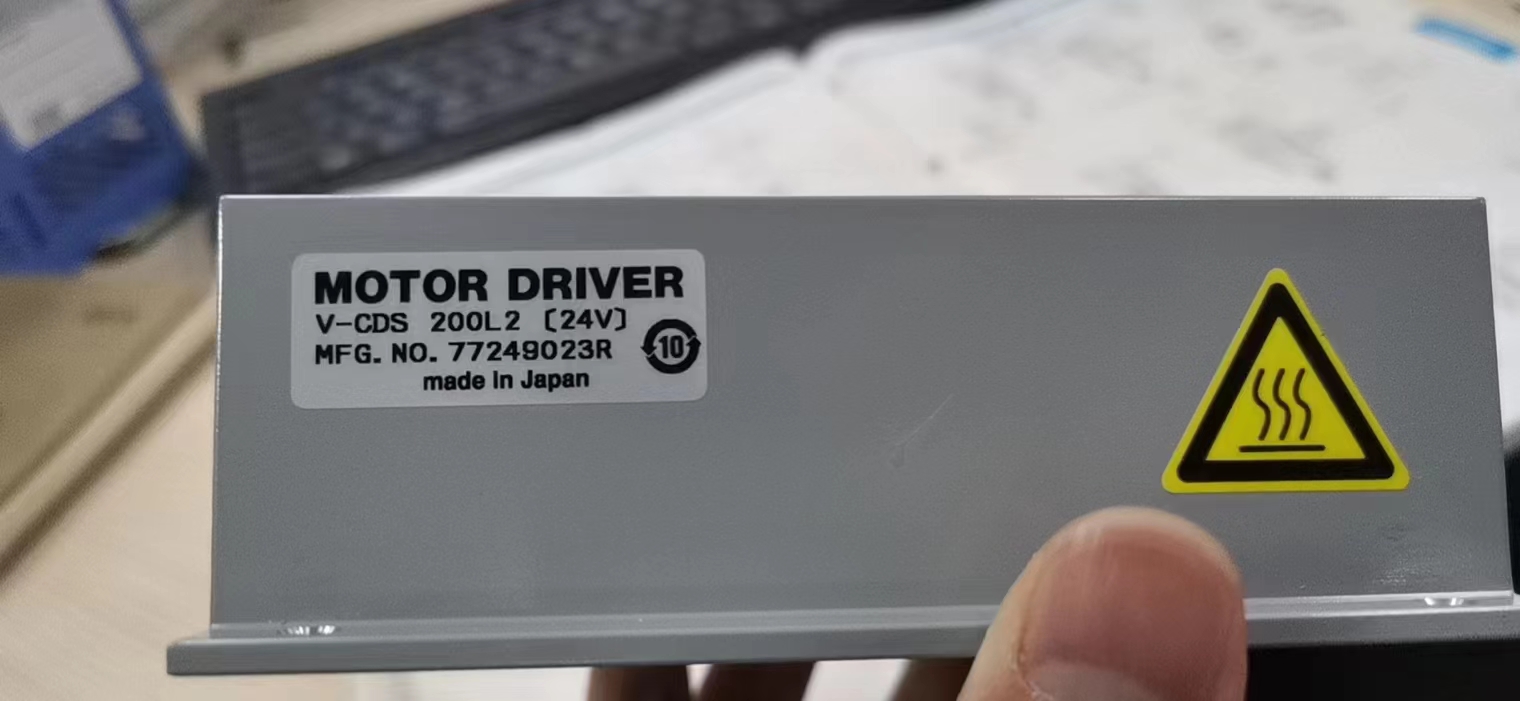 MOTOR DRIVER
V-CDS 200L2 〔24V〕
MFG. NO. 77249023R
10
made in Japan